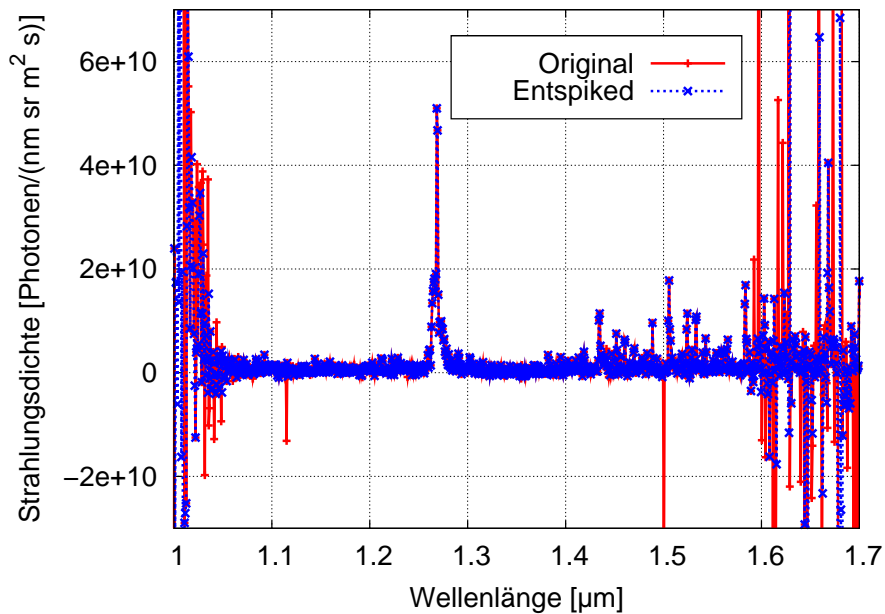 Strahlungsdichte [Photonen/(nm sr m² s)]
6e+10
4e+10
2e+10
0
−2e+10
Original
Entspiked
1 1.1 1.2 1.3 1.4 1.5 1.6 1.7
Wellenlänge [µm]